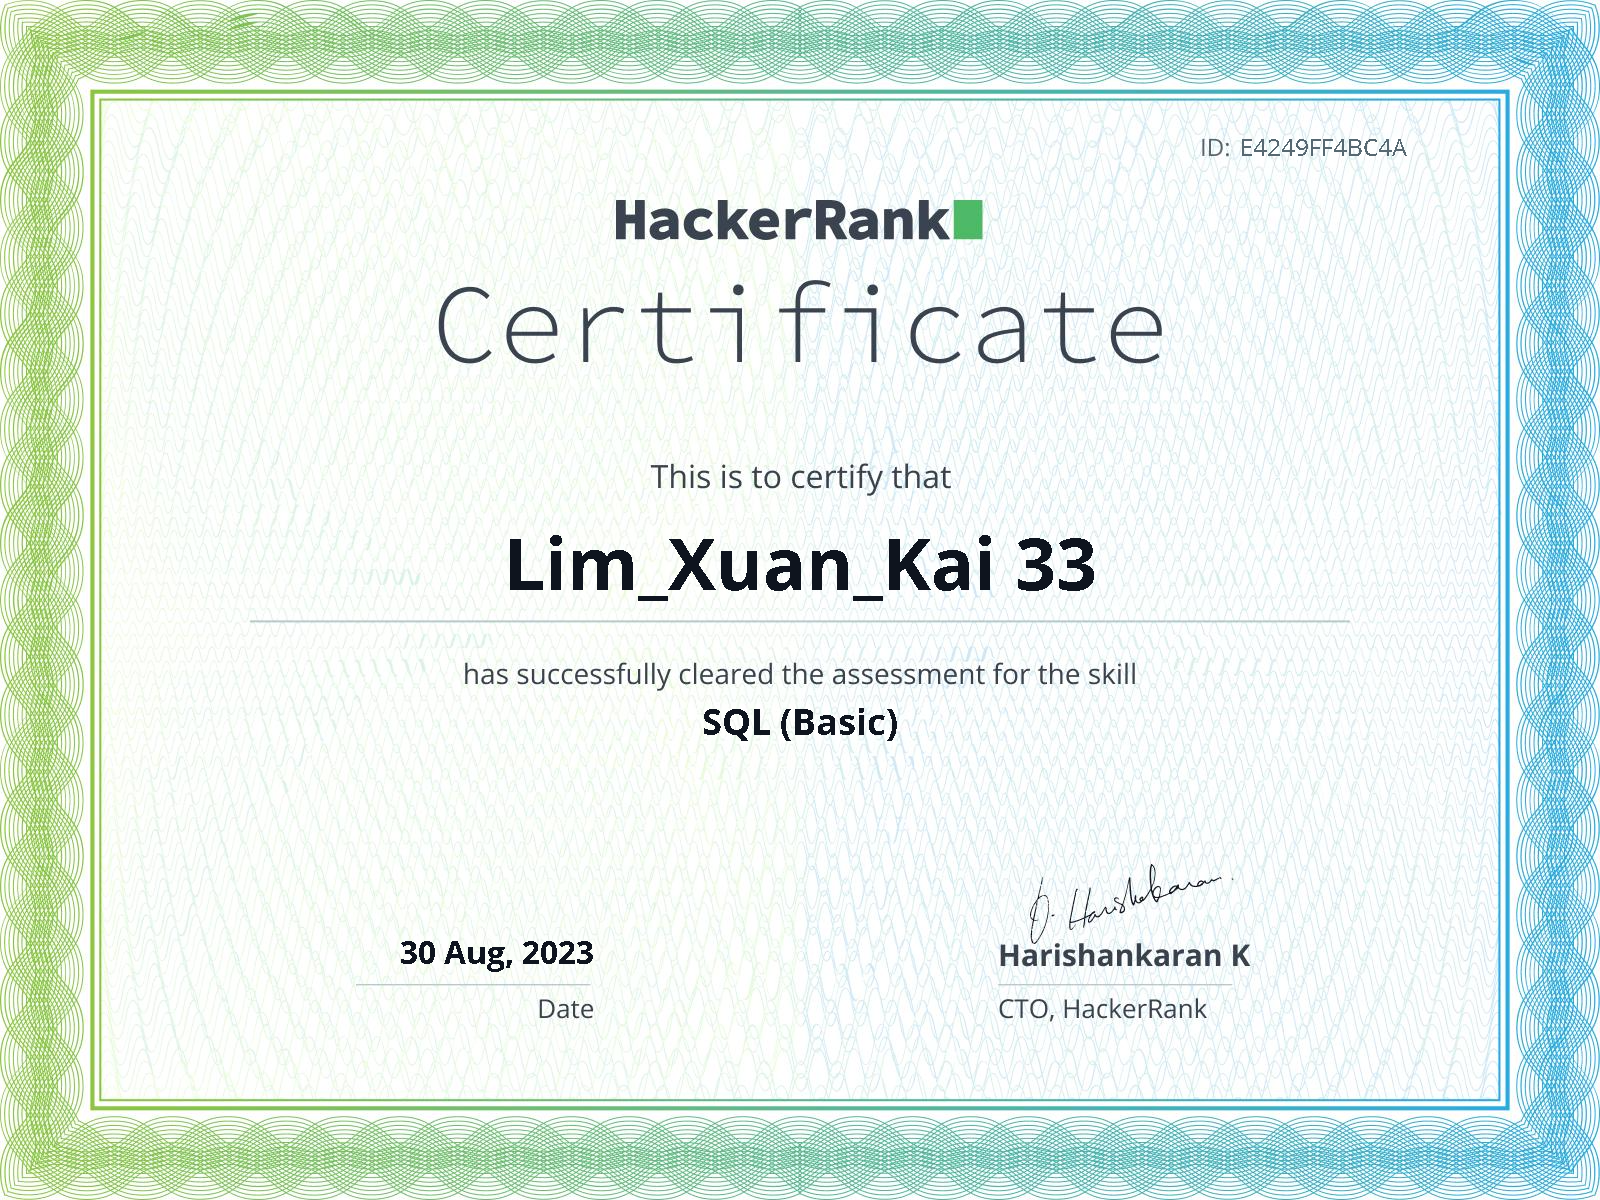 ID: E4249FF4BC4A
HackerRank
Certificate
This is to certify that
Lim_Xuan_Kai 33
has successfully cleared the assessment for the skill
SQL (Basic)
30 Aug, 2023
Date
Harishankaran K
CTO, HackerRank